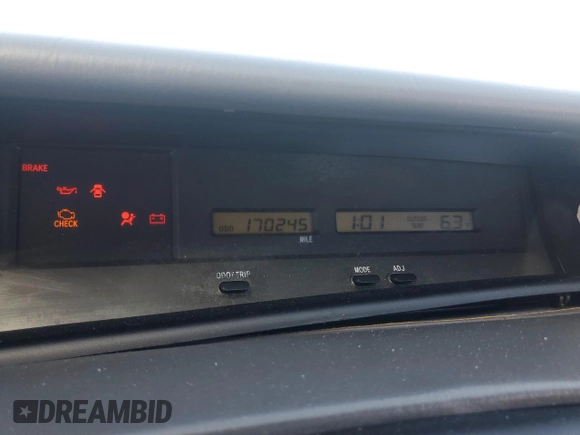 BRAKE
CHECK
ODO 170245
MILE
1:01 OUTSIDE TEMP 63
ODO/TRIP
MODE
ADJ
DREAMBID